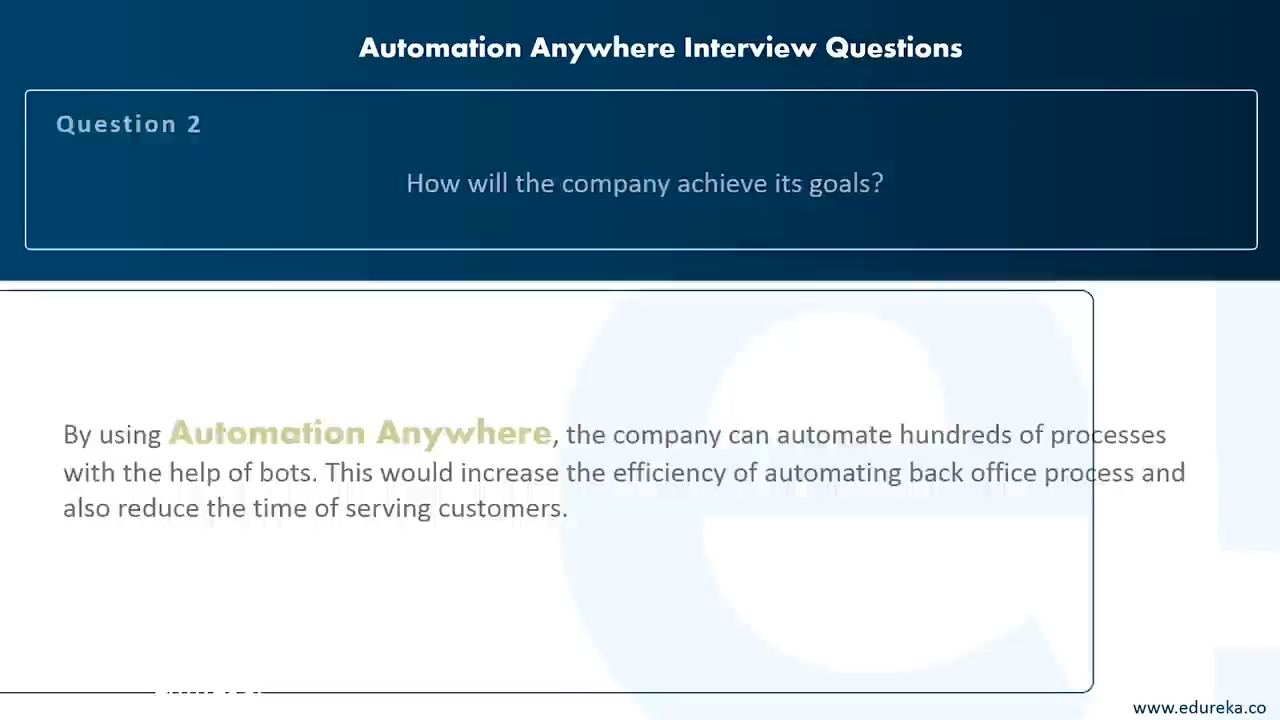 Automation Anywhere Interview Questions
Question 2
How will the company achieve its goals?
By using Automation Anywhere, the company can automate hundreds of processes
with the help of bots. This would increase the efficiency of automating back office process and
also reduce the time of serving customers.
www.edureka.co